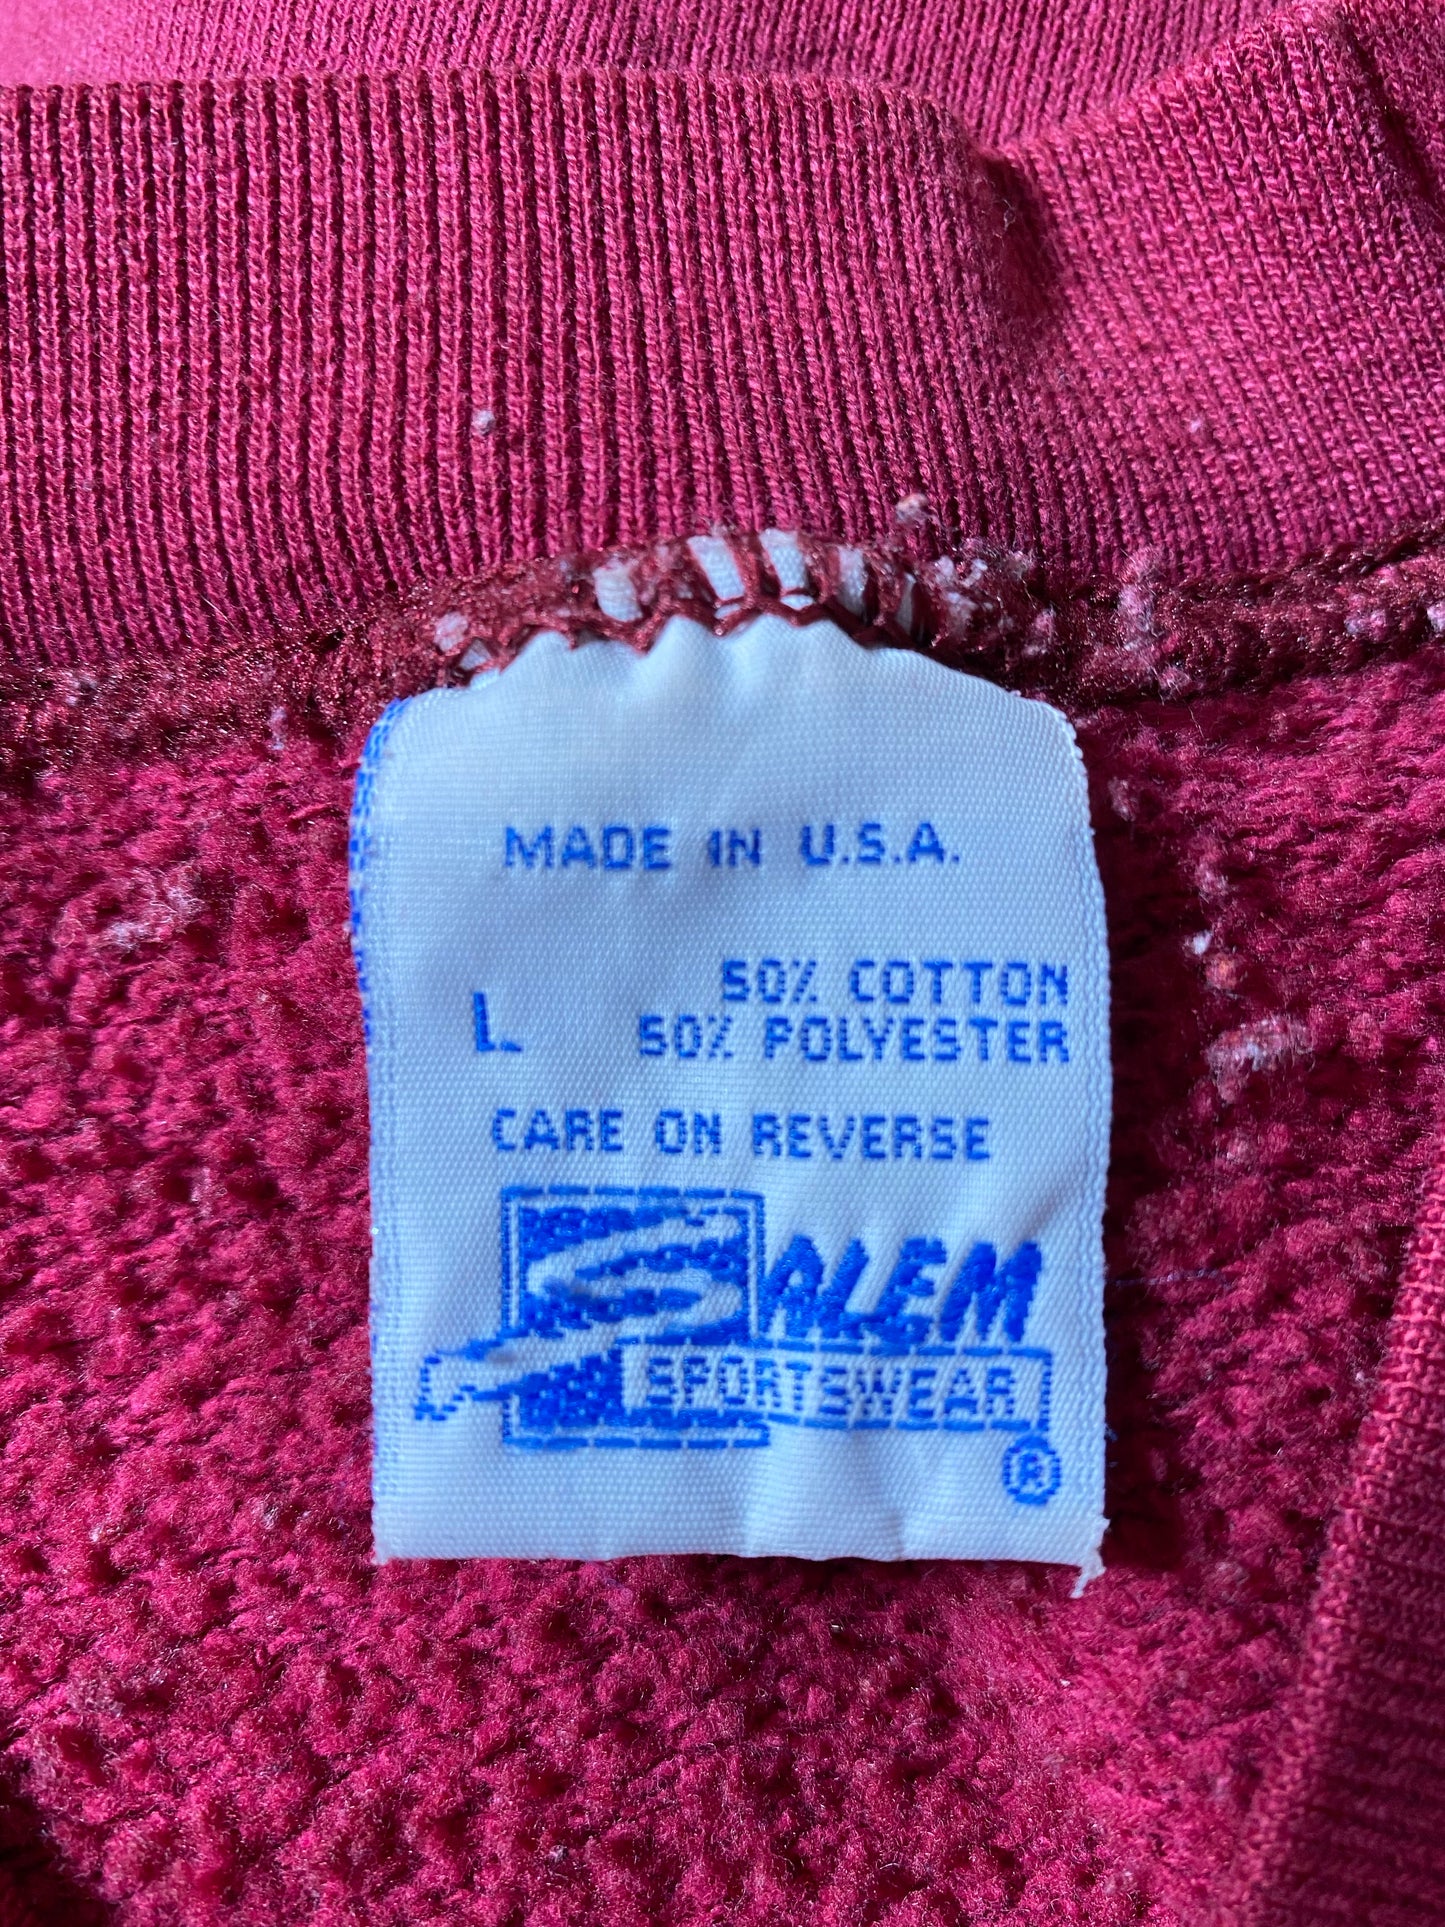 MADE IN U.S.A.
50% COTTON
L 50% POLYESTER
CARE ON REVERSE
SALEM
SPORTSWEAR
®